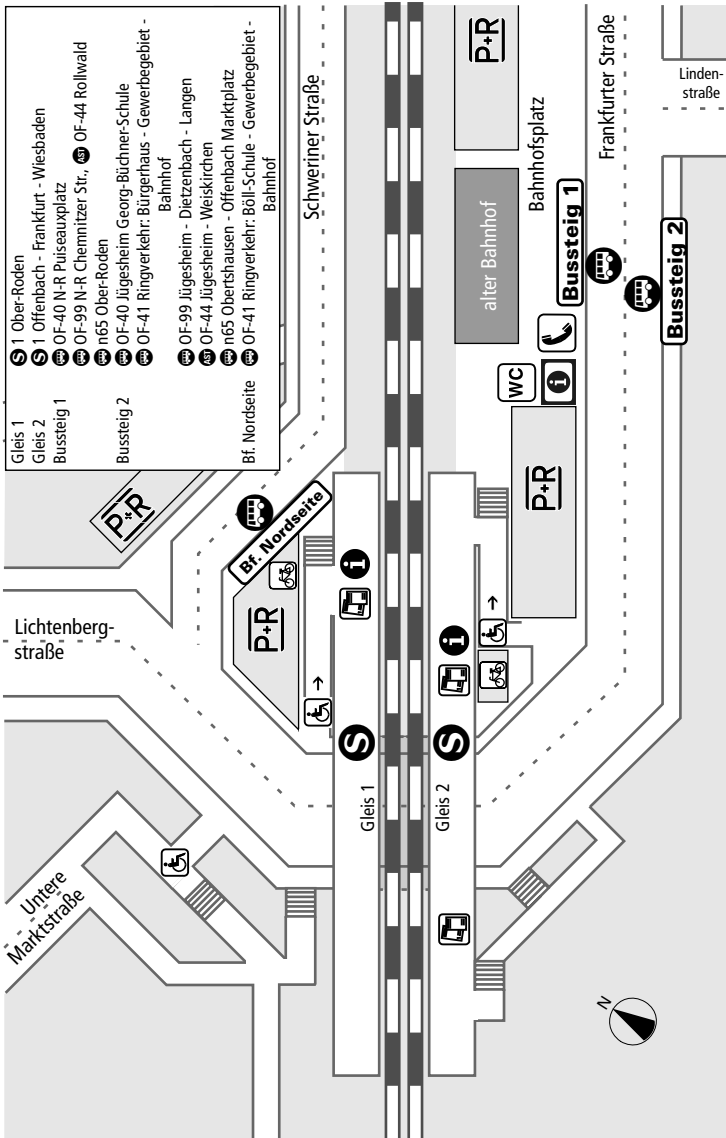 Gleis 1 S 1 Ober-Roden
Gleis 2 S 1 Offenbach - Frankfurt - Wiesbaden
Bussteig 1 OF-40 N-R Puiseauxplatz
OF-99 N-R Chemnitzer Str., AST OF-44 Rollwald
n65 Ober-Roden
Bussteig 2 OF-40 Jügesheim Georg-Büchner-Schule
OF-41 Ringverkehr: Bürgerhaus - Gewerbegebiet -
Bahnhof
OF-99 Jügesheim - Dietzenbach - Langen
AST OF-44 Jügesheim - Weiskirchen
n65 Obertshausen - Offenbach Marktplatz
Bf. Nordseite OF-41 Ringverkehr: Böll-Schule - Gewerbegebiet -
Bahnhof
Schweriner Straße
P+R
Bahnhofsplatz
Frankfurter Straße
Linden-
straße
alter Bahnhof
Bussteig 1
Bussteig 2
WC
i
P+R
P+R
Bf. Nordseite
P+R
i
i
Lichtenberg-
straße
S
S
Gleis 1
Gleis 2
Untere
Marktstraße
N